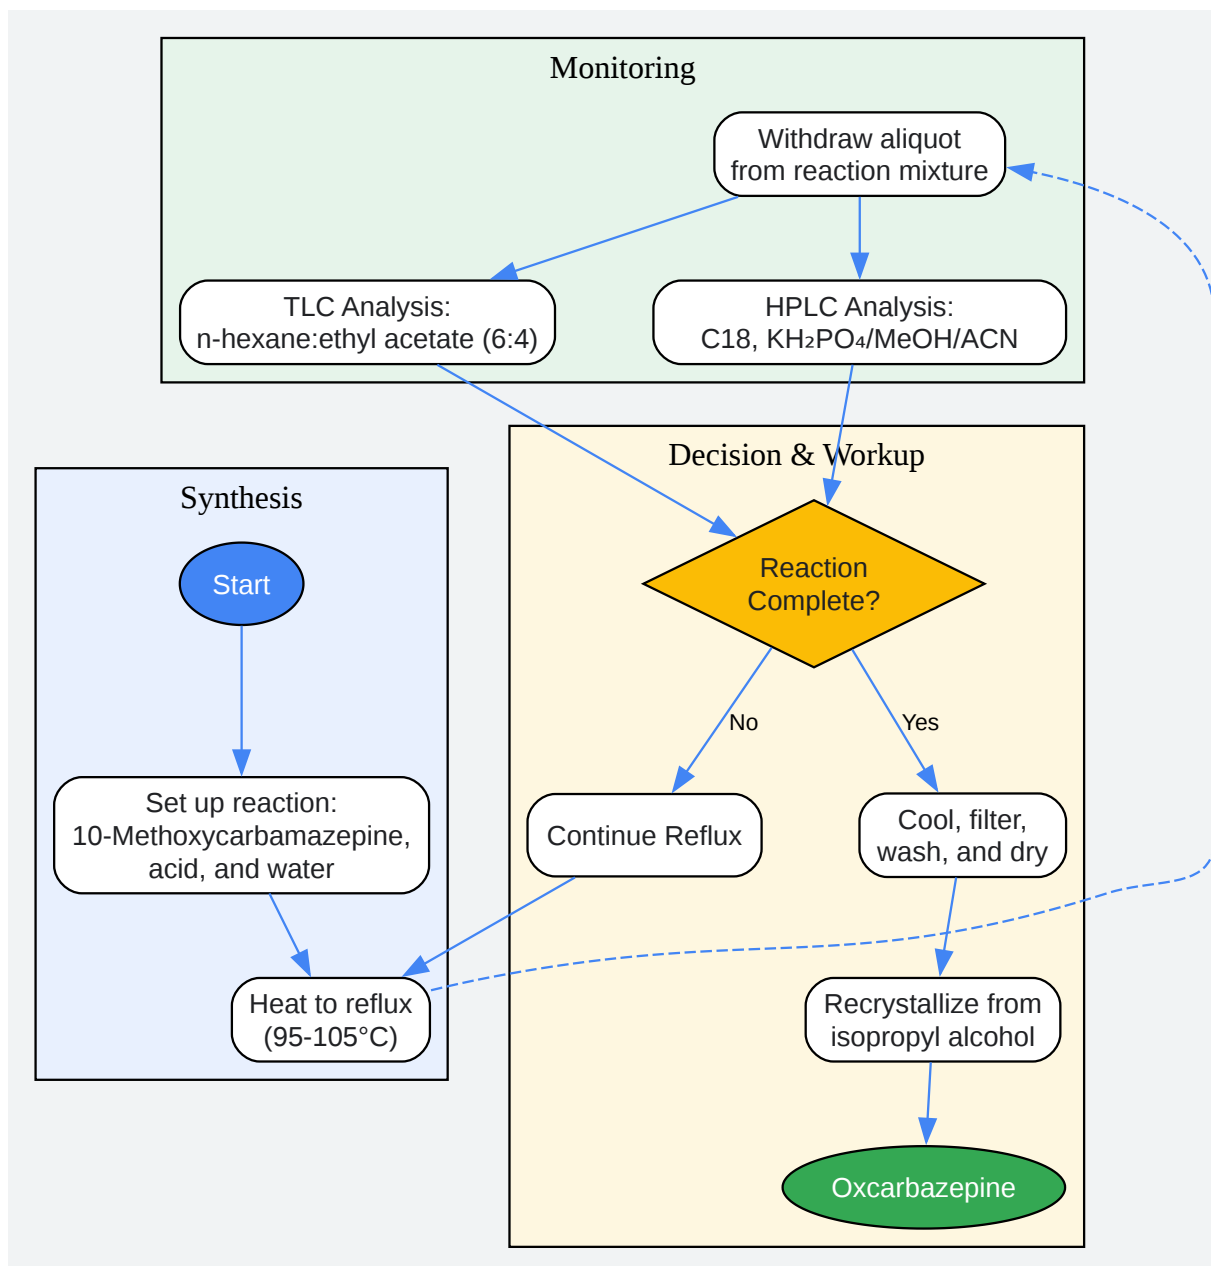 Monitoring
Withdraw aliquot
from reaction mixture
TLC Analysis:
n-hexane:ethyl acetate (6:4)
HPLC Analysis:
C18, KH₂PO₄/MeOH/ACN
Synthesis
Start
Set up reaction:
10-Methoxycarbamazepine,
acid, and water
Heat to reflux
(95-105°C)
Decision & Workup
Reaction
Complete?
No
Yes
Continue Reflux
Cool, filter,
wash, and dry
Recrystallize from
isopropyl alcohol
Oxcarbazepine